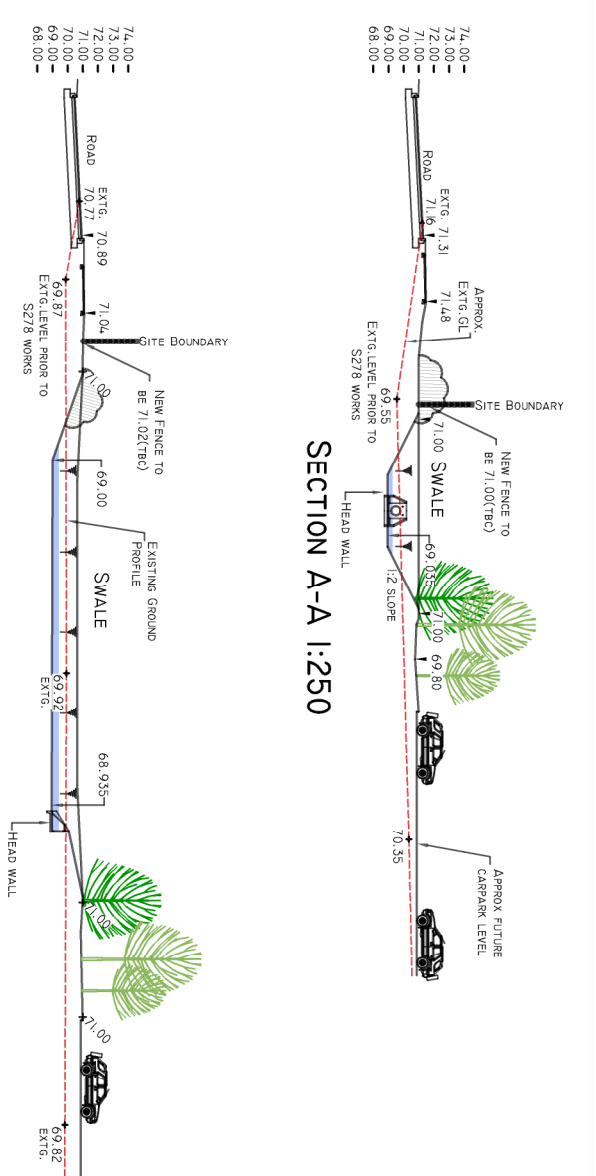 74.00
73.00
72.00
71.00
70.00
69.00
68.00
ROAD
EXTG.
71.16
71.31
71.48
APPROX.
EXTG.GL
69.55
EXTG.LEVEL PRIOR TO
S278 WORKS
SITE BOUNDARY
NEW FENCE TO
BE 71.00(TBC)
71.00
SWALE
HEAD WALL
69.035
1:2 SLOPE
71.00
69.80
70.35
APPROX FUTURE
CARPARK LEVEL
SECTION A-A 1:250
74.00
73.00
72.00
71.00
70.00
69.00
68.00
ROAD
EXTG.
70.77
70.89
71.04
69.87
EXTG.LEVEL PRIOR TO
S278 WORKS
SITE BOUNDARY
NEW FENCE TO
BE 71.02(TBC)
71.00
69.00
EXISTING GROUND
PROFILE
SWALE
69.92
EXTG.
68.935
HEAD WALL
71.00
71.00
69.82
EXTG.